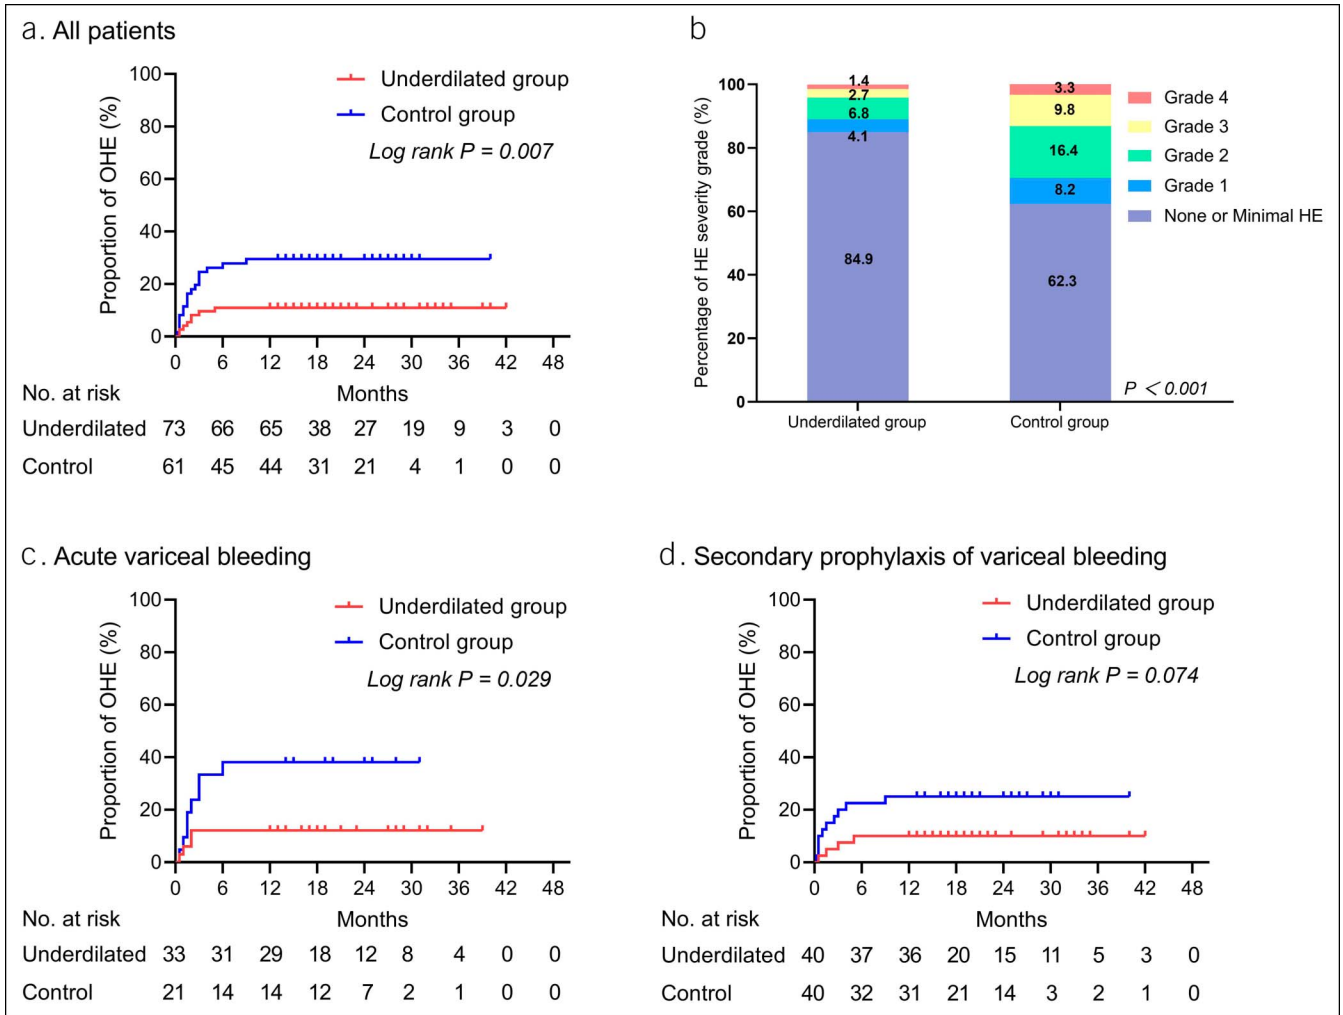 a. All patients
Proportion of OHE (%)
100
80
60
40
20
0
Underdilated group
Control group
Log rank P = 0.007
0 6 12 18 24 30 36 42 48
No. at risk Months
Underdilated 73 66 65 38 27 19 9 3 0
Control 61 45 44 31 21 4 1 0 0
b
Percentage of HE severity grade (%)
100
80
60
40
20
0
1.4
2.7
6.8
4.1
84.9
3.3
9.8
16.4
8.2
62.3
Grade 4
Grade 3
Grade 2
Grade 1
None or Minimal HE
P < 0.001
Underdilated group Control group
c. Acute variceal bleeding
Proportion of OHE (%)
100
80
60
40
20
0
Underdilated group
Control group
Log rank P = 0.029
0 6 12 18 24 30 36 42 48
No. at risk Months
Underdilated 33 31 29 18 12 8 4 0 0
Control 21 14 14 12 7 2 1 0 0
d. Secondary prophylaxis of variceal bleeding
Proportion of OHE (%)
100
80
60
40
20
0
Underdilated group
Control group
Log rank P = 0.074
0 6 12 18 24 30 36 42 48
No. at risk Months
Underdilated 40 37 36 20 15 11 5 3 0
Control 40 32 31 21 14 3 2 1 0